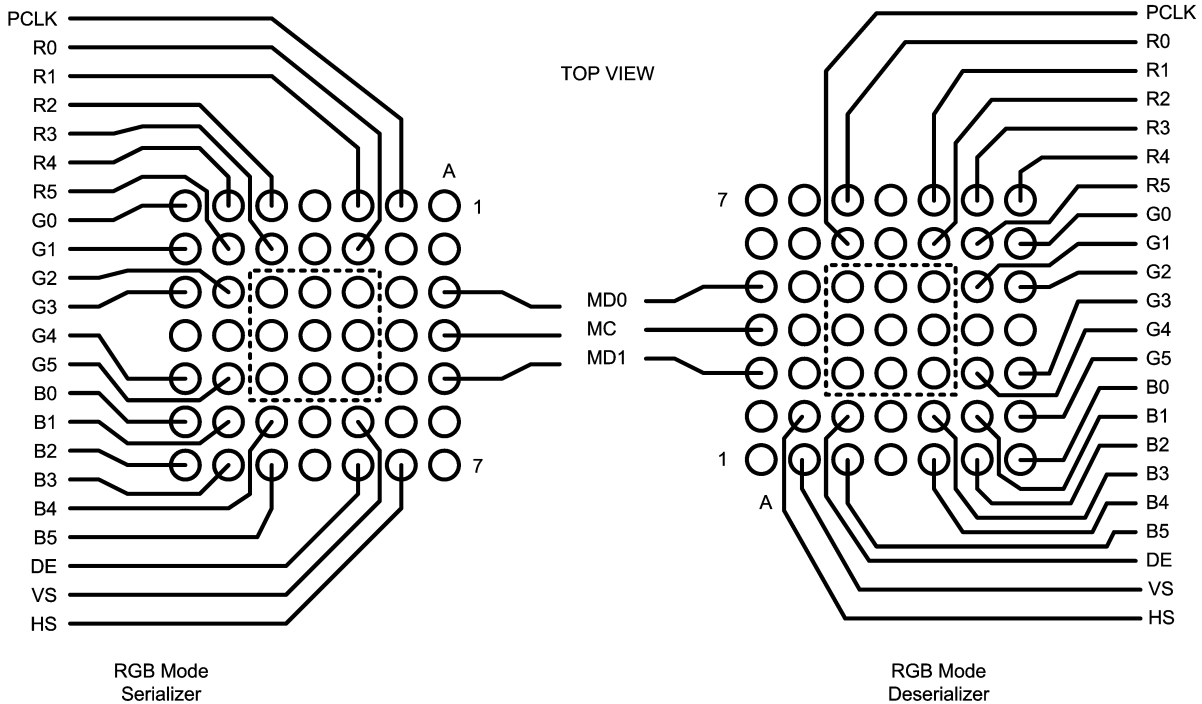 PCLK
R0
R1
R2
R3
R4
R5
G0
G1
G2
G3
G4
G5
B0
B1
B2
B3
B4
B5
DE
VS
HS
A
1
7
RGB Mode
Serializer
TOP VIEW
MD0
MC
MD1
7
1
A
PCLK
R0
R1
R2
R3
R4
R5
G0
G1
G2
G3
G4
G5
B0
B1
B2
B3
B4
B5
DE
VS
HS
RGB Mode
Deserializer